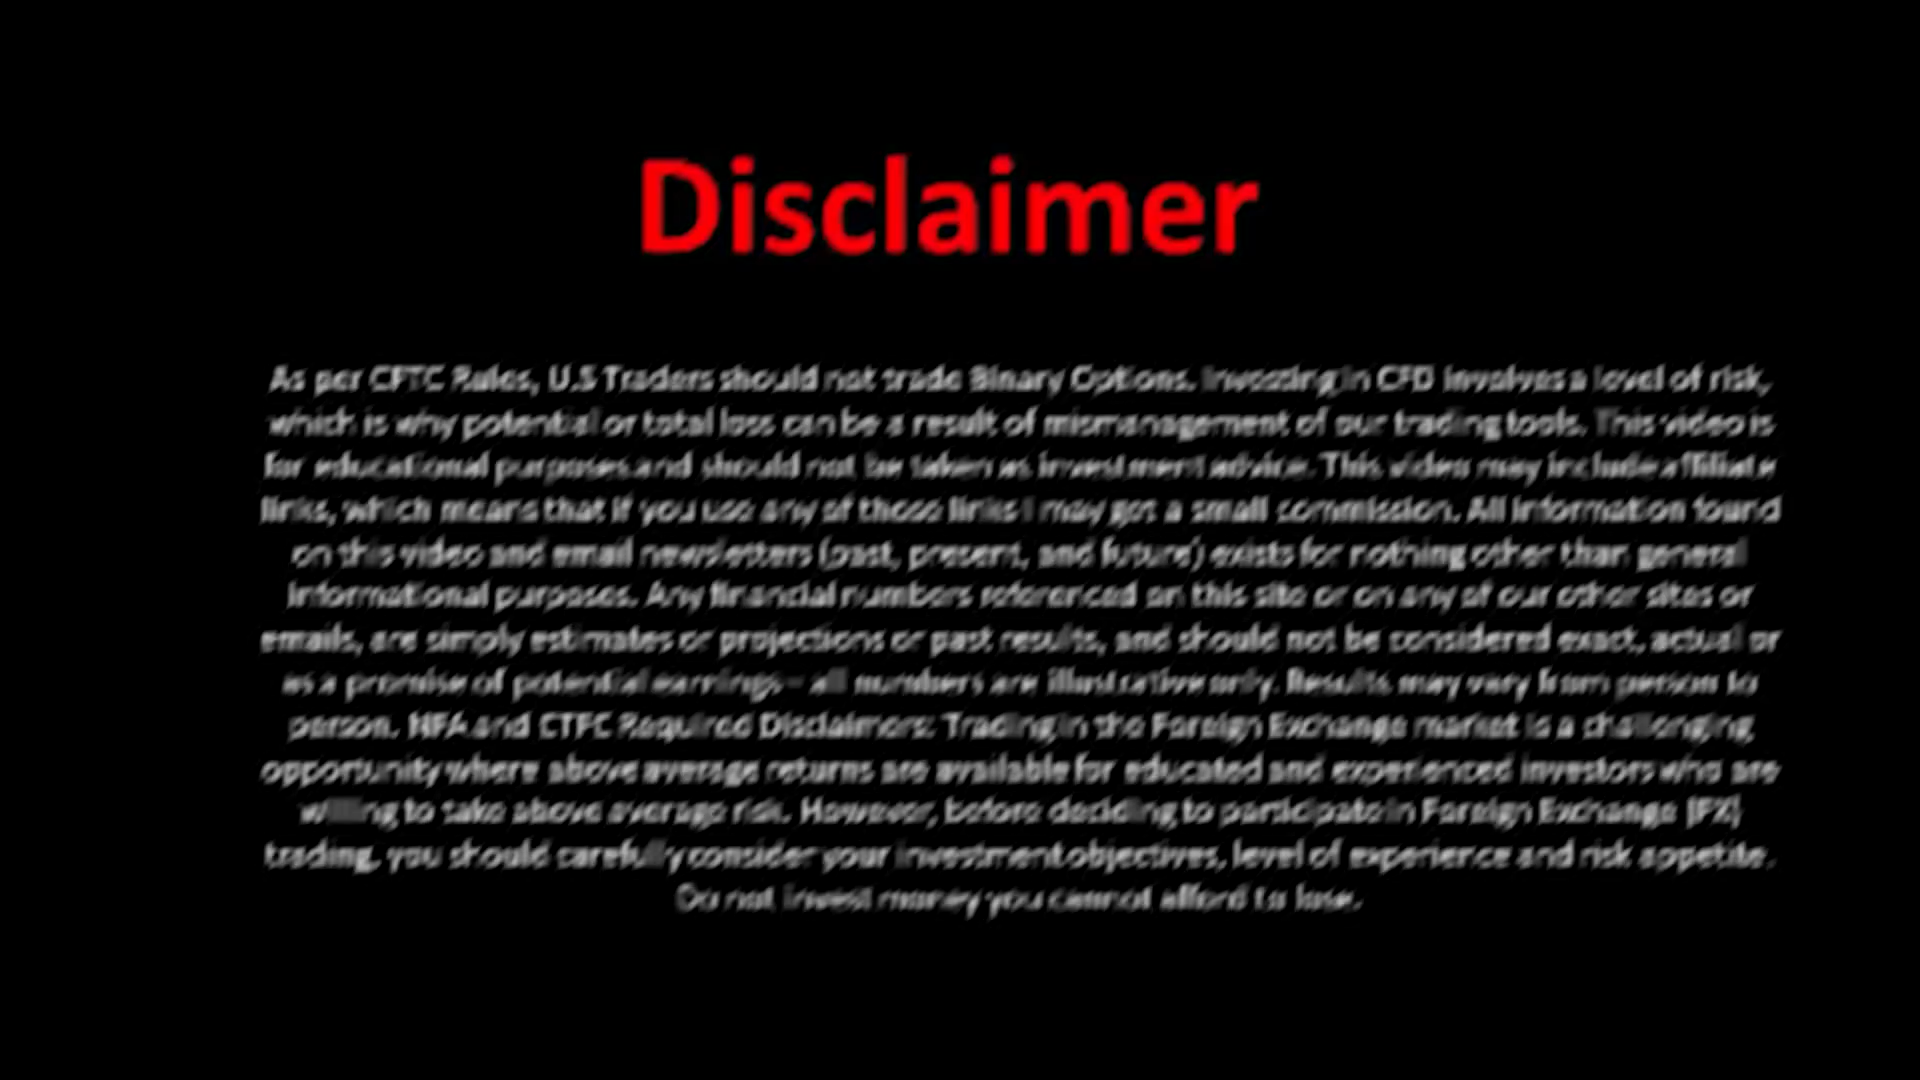 Disclaimer
As per CFTC Rules, U.S Traders should not trade Binary Options. Investing in CFD involves a level of risk,
which is why potential or total loss can be a result of mismanagement of our trading tools. This video is
for educational purposes and should not be taken as investment advice. This video may include affiliate
links, which means that if you use any of those links I may get a small commission. All information found
on this video and email newsletters (past, present, and future) exists for nothing other than general
informational purposes. Any financial numbers referenced on this site or on any of our other sites or
emails, are simply estimates or projections or past results, and should not be considered exact, actual or
as a promise of potential earnings - all numbers are illustrative only. Results may vary from person to
person. NFA and CTFC Required Disclaimers: Trading in the Foreign Exchange market is a challenging
opportunity where above average returns are available for educated and experienced investors who are
willing to take above average risk. However, before deciding to participate in Foreign Exchange (FX)
trading, you should carefully consider your investment objectives, level of experience and risk appetite.
Do not invest money you cannot afford to lose.